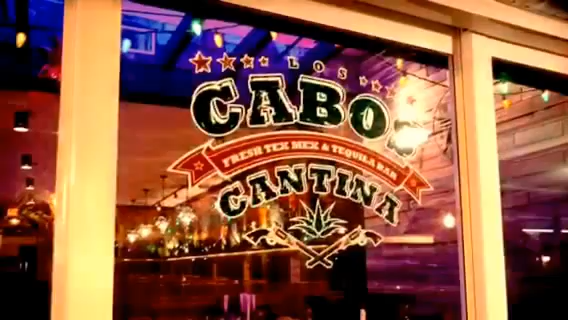 LOS
CABOS
FRESH TEX MEX & TEQUILA BAR
CANTINA